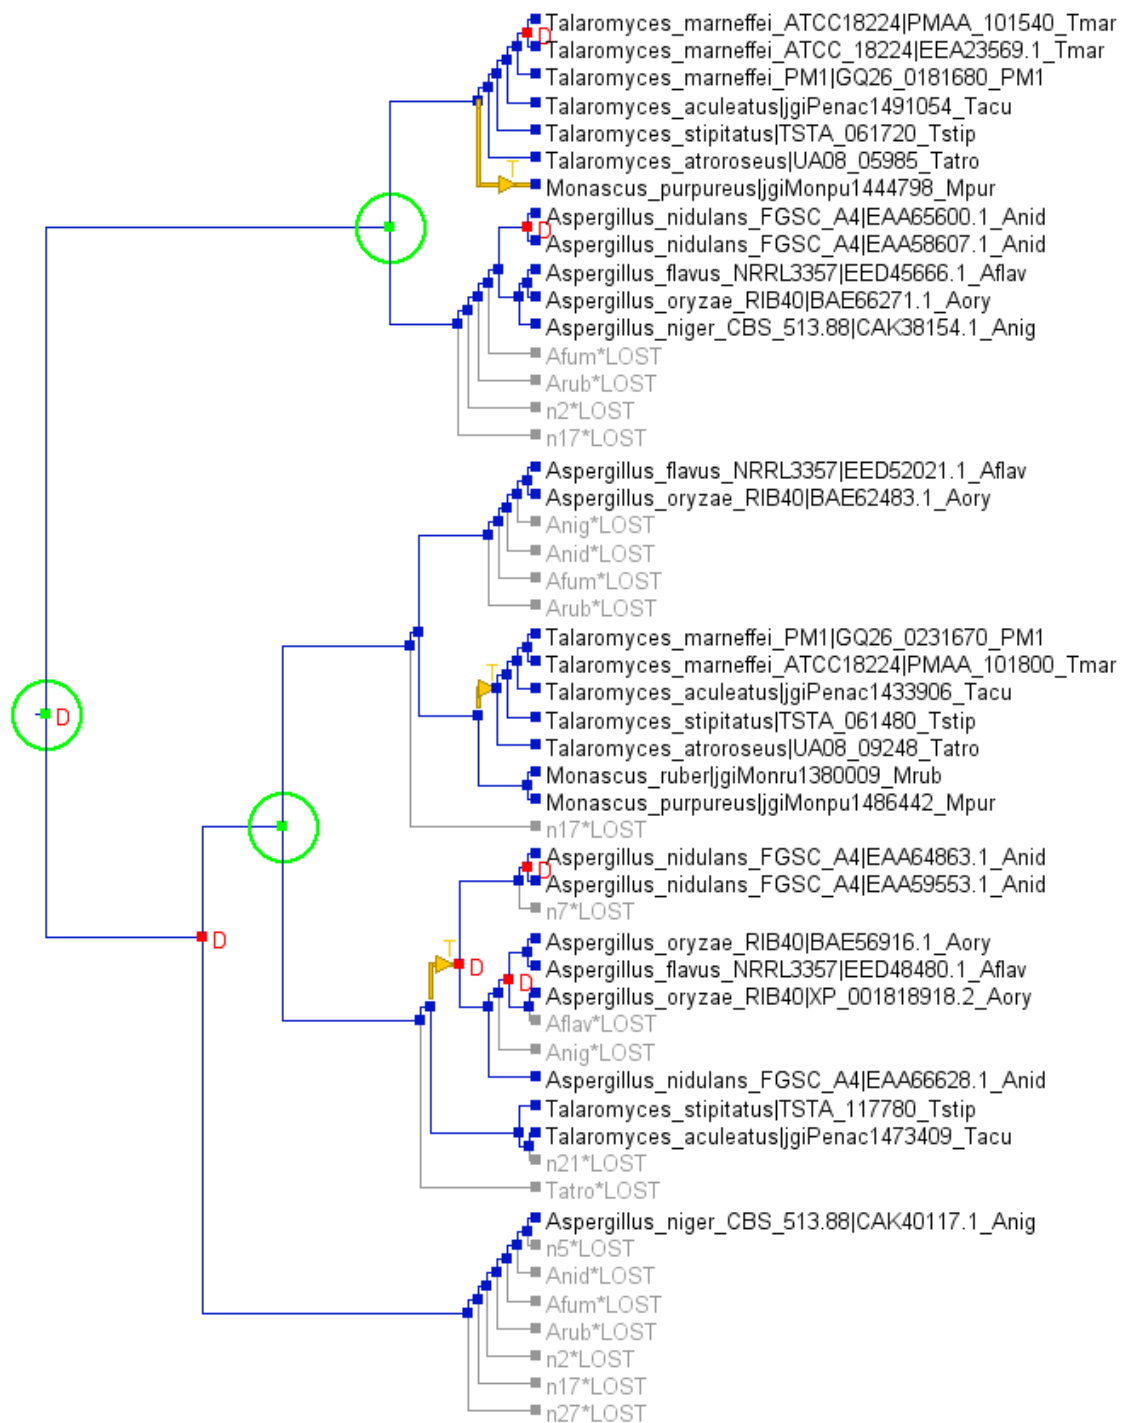 Talaromyces_marneffei_ATCC18224|PMAA_101540_Tmar
D
Talaromyces_marneffei_ATCC_18224|EEA23569.1_Tmar
Talaromyces_marneffei_PM1|GQ26_0181680_PM1
Talaromyces_aculeatus|jgiPenac1491054_Tacu
Talaromyces_stipitatus|TSTA_061720_Tstip
Talaromyces_atroroseus|UA08_05985_Tatro
T
Monascus_purpureus|jgiMonpu1444798_Mpur
Aspergillus_nidulans_FGSC_A4|EAA65600.1_Anid
D
Aspergillus_nidulans_FGSC_A4|EAA58607.1_Anid
Aspergillus_flavus_NRRL3357|EED45666.1_Aflav
Aspergillus_oryzae_RIB40|BAE66271.1_Aory
Aspergillus_niger_CBS_513.88|CAK38154.1_Anig
Afum*LOST
Arub*LOST
n2*LOST
n17*LOST
Aspergillus_flavus_NRRL3357|EED52021.1_Aflav
Aspergillus_oryzae_RIB40|BAE62483.1_Aory
Anig*LOST
Anid*LOST
Afum*LOST
Arub*LOST
Talaromyces_marneffei_PM1|GQ26_0231670_PM1
Talaromyces_marneffei_ATCC18224|PMAA_101800_Tmar
T
Talaromyces_aculeatus|jgiPenac1433906_Tacu
D
Talaromyces_stipitatus|TSTA_061480_Tstip
Talaromyces_atroroseus|UA08_09248_Tatro
Monascus_ruber|jgiMonru1380009_Mrub
Monascus_purpureus|jgiMonpu1486442_Mpur
n17*LOST
Aspergillus_nidulans_FGSC_A4|EAA64863.1_Anid
D
Aspergillus_nidulans_FGSC_A4|EAA59553.1_Anid
n7*LOST
D
T
Aspergillus_oryzae_RIB40|BAE56916.1_Aory
D
Aspergillus_flavus_NRRL3357|EED48480.1_Aflav
D
Aspergillus_oryzae_RIB40|XP_001818918.2_Aory
Aflav*LOST
Anig*LOST
Aspergillus_nidulans_FGSC_A4|EAA66628.1_Anid
Talaromyces_stipitatus|TSTA_117780_Tstip
Talaromyces_aculeatus|jgiPenac1473409_Tacu
n21*LOST
Tatro*LOST
Aspergillus_niger_CBS_513.88|CAK40117.1_Anig
n5*LOST
Anid*LOST
Afum*LOST
Arub*LOST
n2*LOST
n17*LOST
n27*LOST